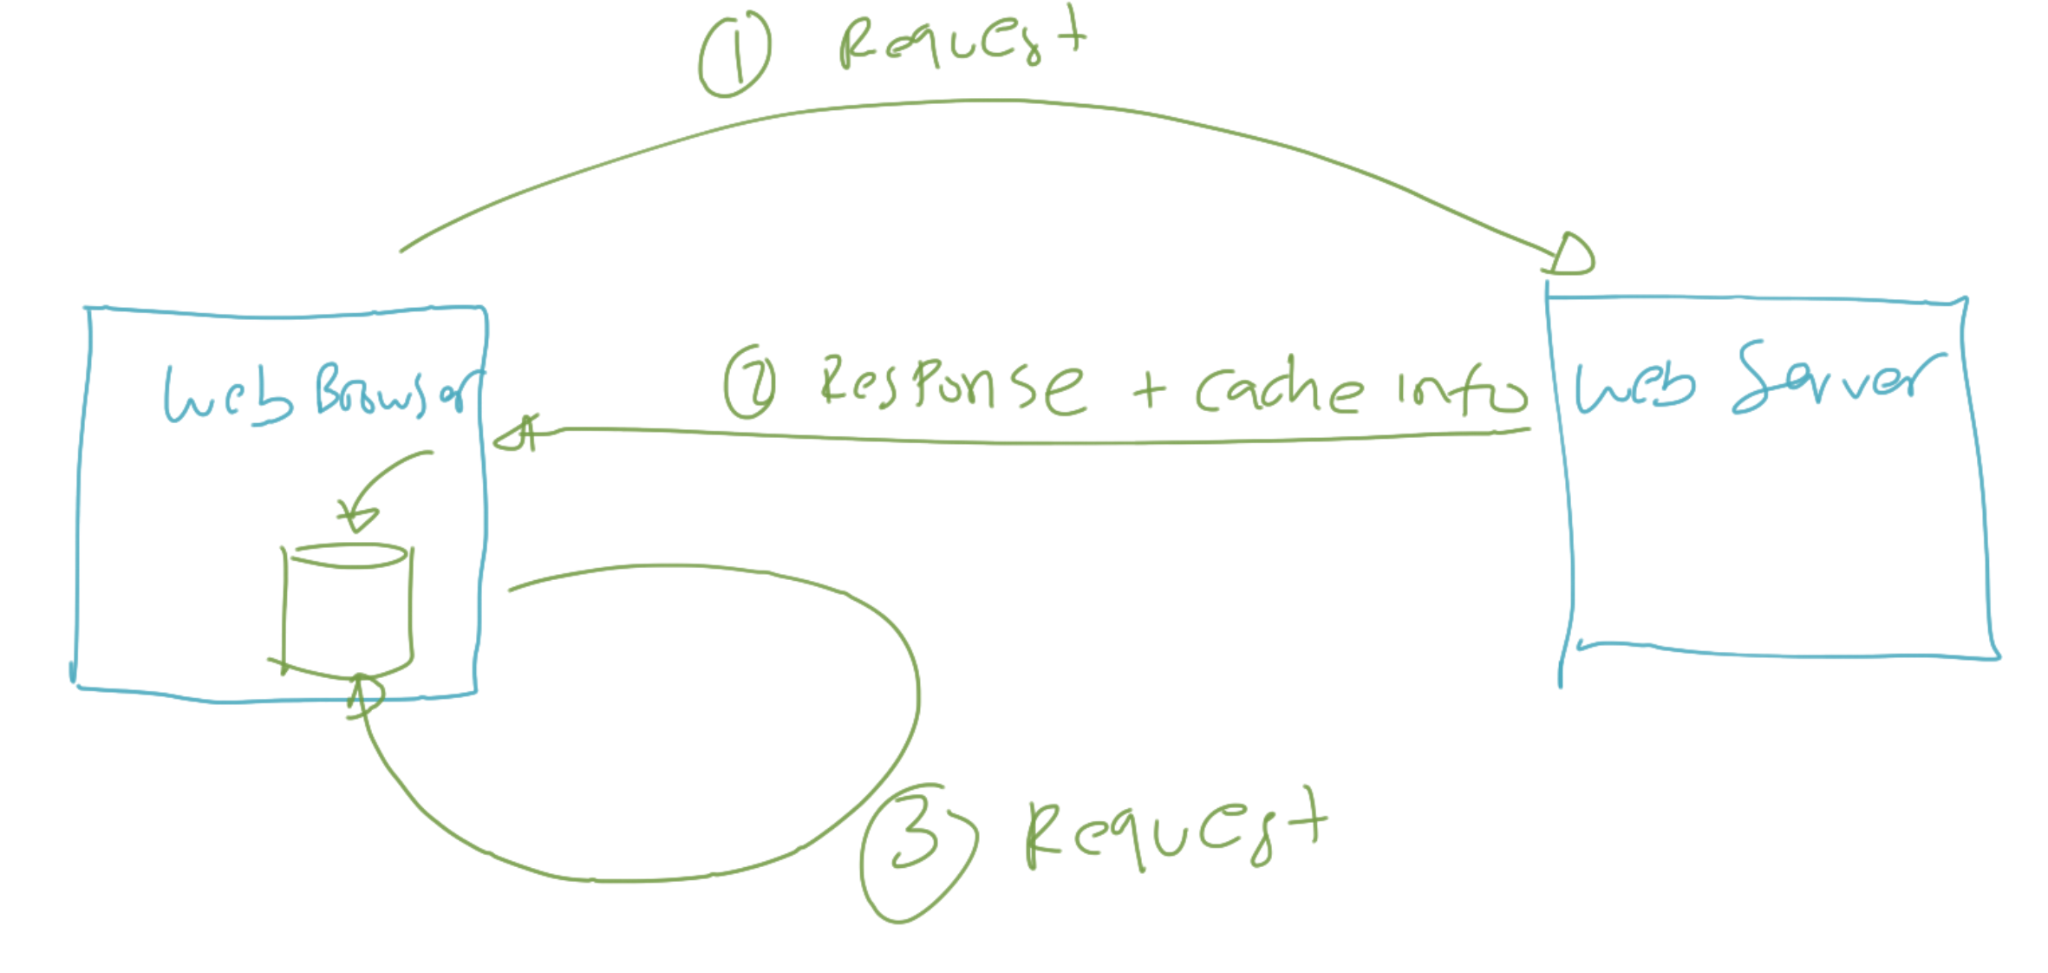 ① Request
Web Browser
② Response + cache info
Web Server
③ Request